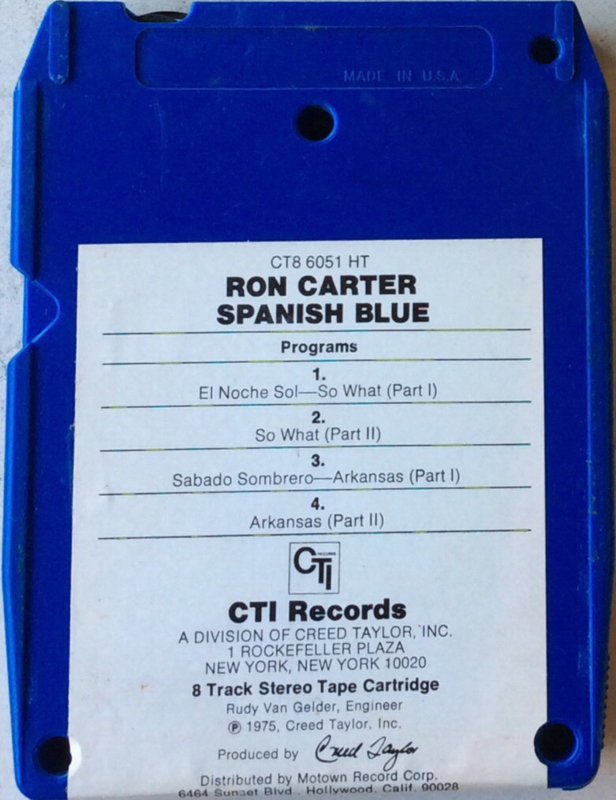 MADE IN U.S.A.
CT8 6051 HT
RON CARTER
SPANISH BLUE
Programs
1.
El Noche Sol—So What (Part I)
2.
So What (Part II)
3.
Sabado Sombrero—Arkansas (Part I)
4.
Arkansas (Part II)
CTI
CTI Records
A DIVISION OF CREED TAYLOR, INC.
1 ROCKEFELLER PLAZA
NEW YORK, NEW YORK 10020
8 Track Stereo Tape Cartridge
Rudy Van Gelder, Engineer
℗ 1975, Creed Taylor, Inc.
Produced by Creed Taylor
Distributed by Motown Record Corp.
6464 Sunset Blvd., Hollywood, Calif. 90028